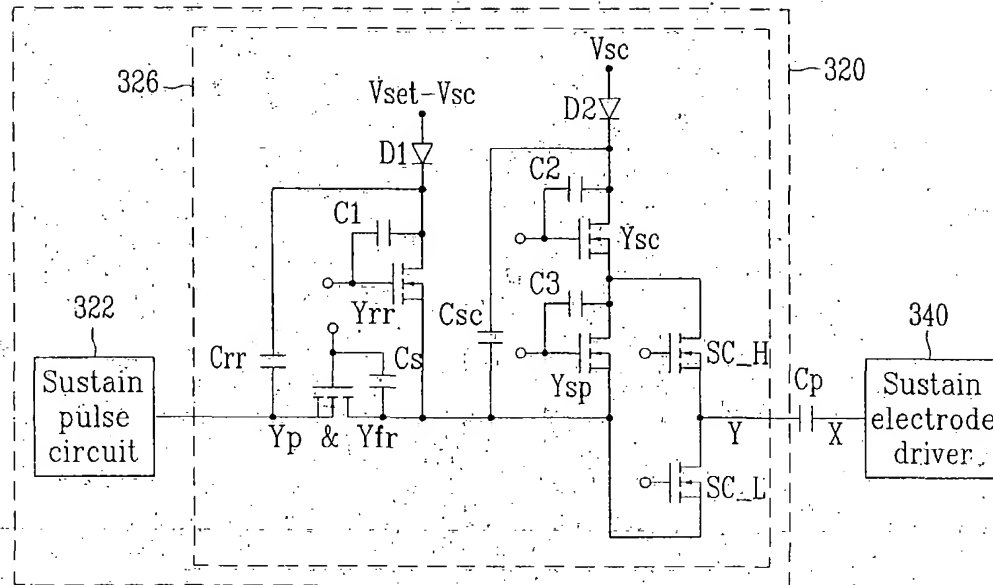 Vsc
326
320
Vset-Vsc
D2
D1
C2
C1
Ysc
C3
322
Yrr
Csc
340
Crr
Cs
SC_H
Cp
Sustain
pulse
circuit
Ysp
Yp & Yfr
Y
X
Sustain
electrode
driver
SC_L